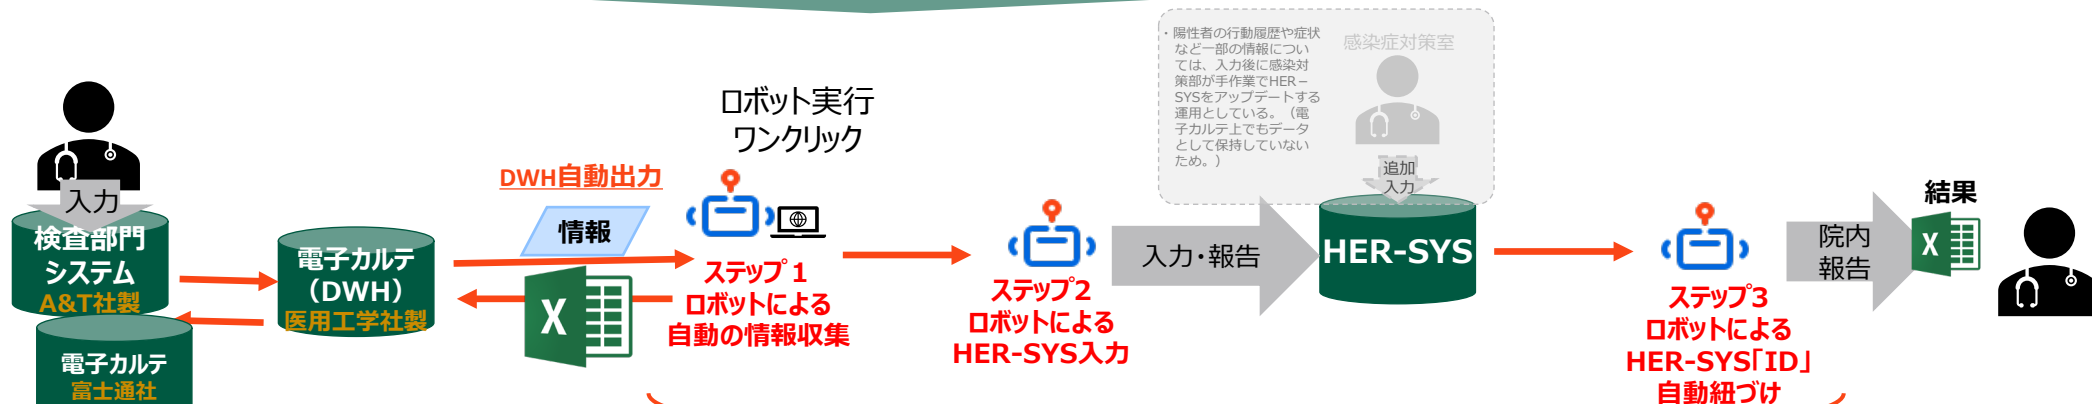 入力
検査部門
システム
A&T社製
電子カルテ
富士通社
電子カルテ
（DWH）
医用工学社製
DWH自動出力
情報
X
ロボット実行
ワンクリック
ステップ１
ロボットによる
自動の情報収集
ステップ2
ロボットによる
HER-SYS入力
入力・報告
・陽性者の行動履歴や症状
など一部の情報につい
ては、入力後に感染対
策部が手作業でHER－
SYSをアップデートする
運用としている。（電
子カルテ上でもデータ
として保持していない
ため。）
感染症対策室
追加
入力
HER-SYS
ステップ3
ロボットによる
HER-SYS「ID」
自動紐づけ
院内
報告
結果
X